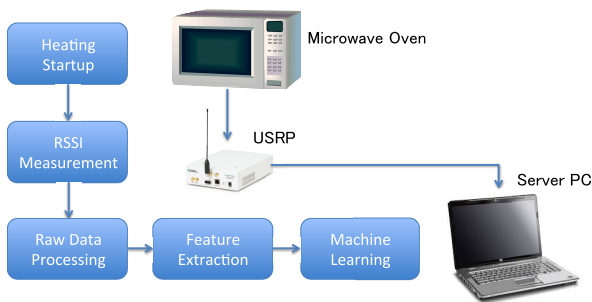 Heating
Startup
Microwave Oven
RSSI
Measurement
USRP
Server PC
Raw Data
Processing
Feature
Extraction
Machine
Learning